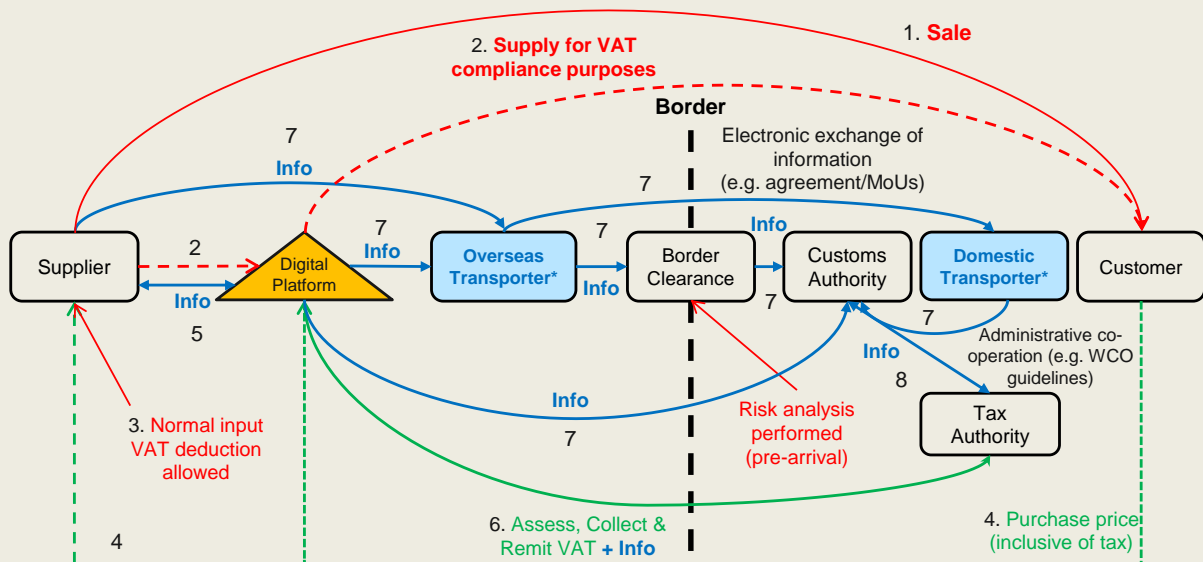 1. Sale
2. Supply for VAT
compliance purposes
Border
7
Info
Electronic exchange of
information
(e.g. agreement/MoUs)
7
Info
Supplier
2
Info
5
Digital
Platform
7
Info
Overseas
Transporter*
7
Info
Border
Clearance
7
Customs
Authority
Domestic
Transporter*
Customer
7
Info
8
Administrative co-
operation (e.g. WCO
guidelines)
Tax
Authority
Info
7
3. Normal input
VAT deduction
allowed
Risk analysis
performed
(pre-arrival)
4
6. Assess, Collect &
Remit VAT + Info
4. Purchase price
(inclusive of tax)